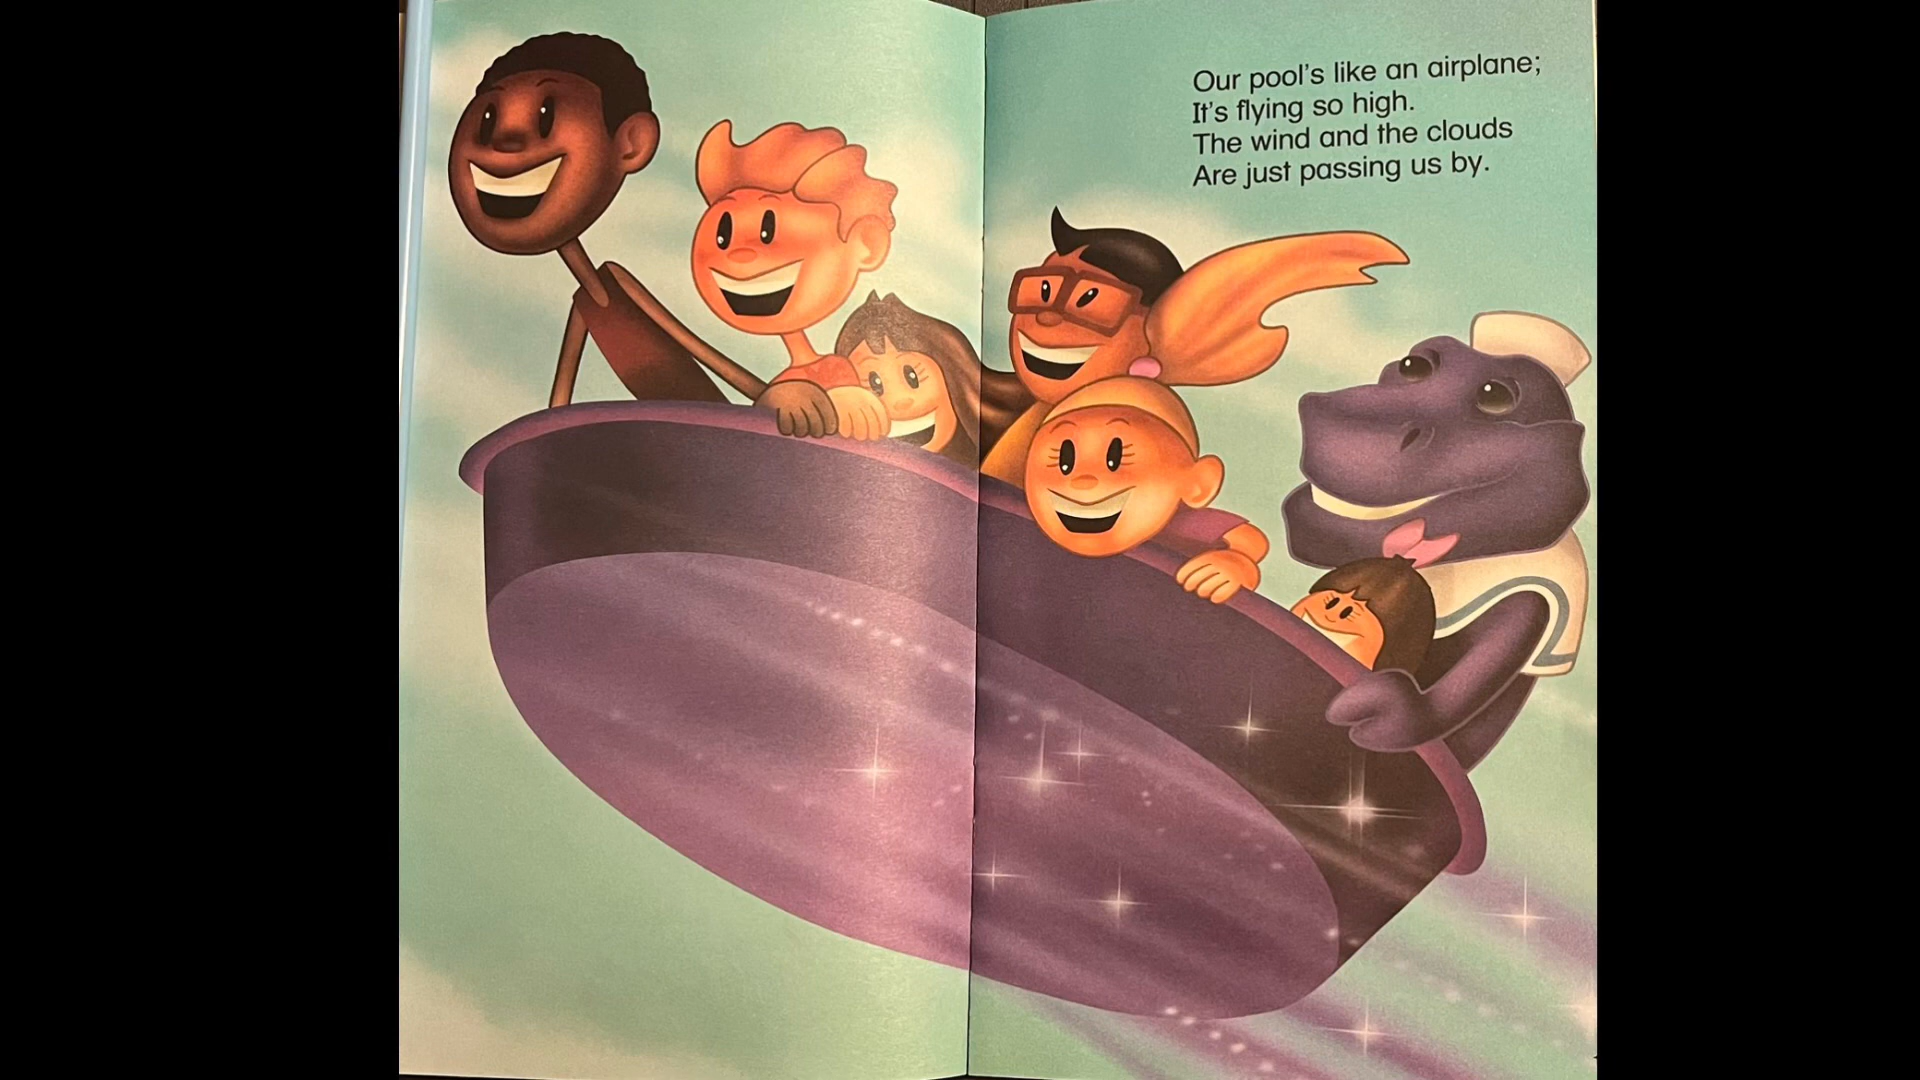 Our pool's like an airplane;
It's flying so high.
The wind and the clouds
Are just passing us by.